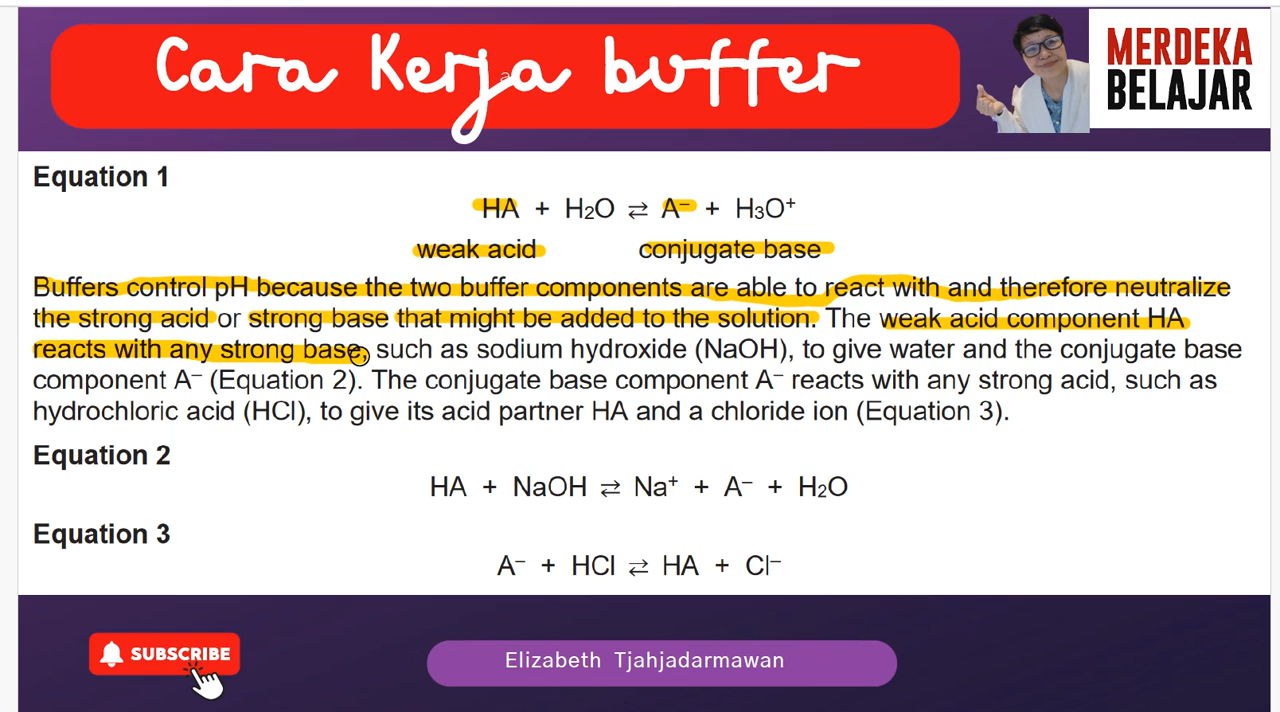 Cara Kerja buffer
MERDEKA
BELAJAR
Equation 1
HA + H₂O ⇄ A⁻ + H₃O⁺
weak acid conjugate base
Buffers control pH because the two buffer components are able to react with and therefore neutralize
the strong acid or strong base that might be added to the solution. The weak acid component HA
reacts with any strong base, such as sodium hydroxide (NaOH), to give water and the conjugate base
component A⁻ (Equation 2). The conjugate base component A⁻ reacts with any strong acid, such as
hydrochloric acid (HCl), to give its acid partner HA and a chloride ion (Equation 3).
Equation 2
HA + NaOH ⇄ Na⁺ + A⁻ + H₂O
Equation 3
A⁻ + HCl ⇄ HA + Cl⁻
SUBSCRIBE
Elizabeth Tjahjadarmawan